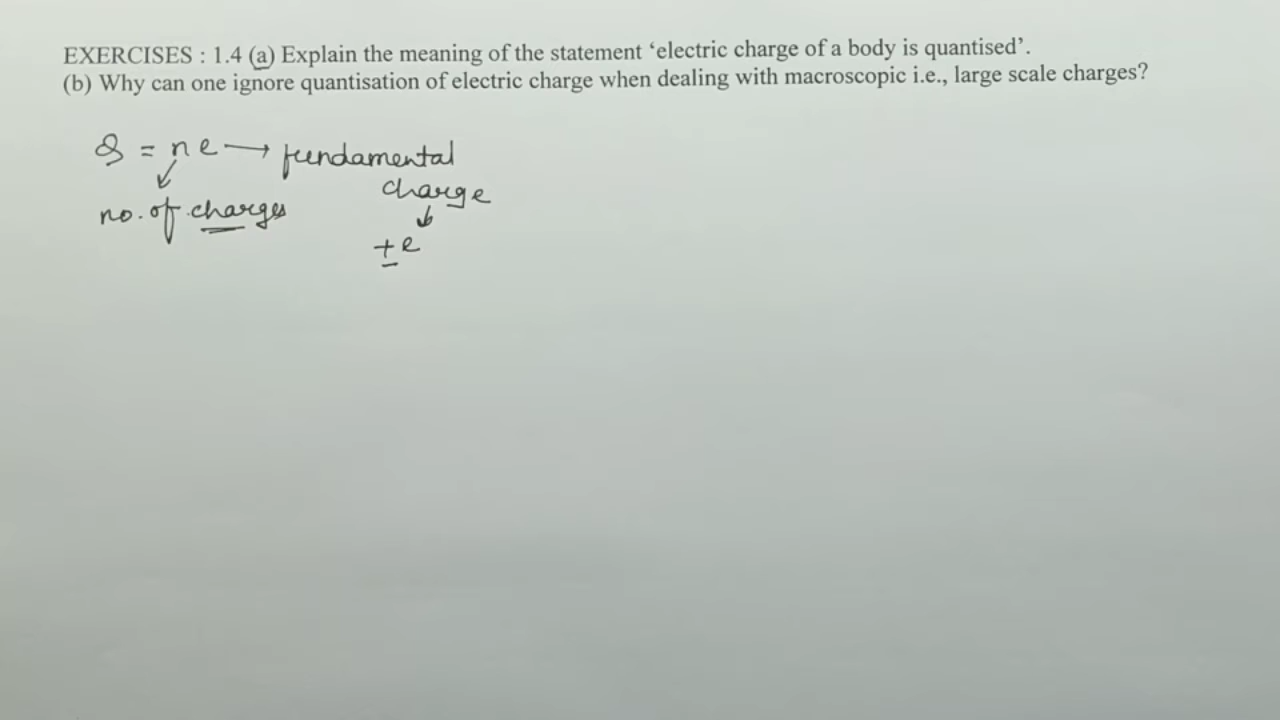 EXERCISES : 1.4 (a) Explain the meaning of the statement ‘electric charge of a body is quantised’.
(b) Why can one ignore quantisation of electric charge when dealing with macroscopic i.e., large scale charges?
Q = ne → fundamental
charge
no. of charges
±e